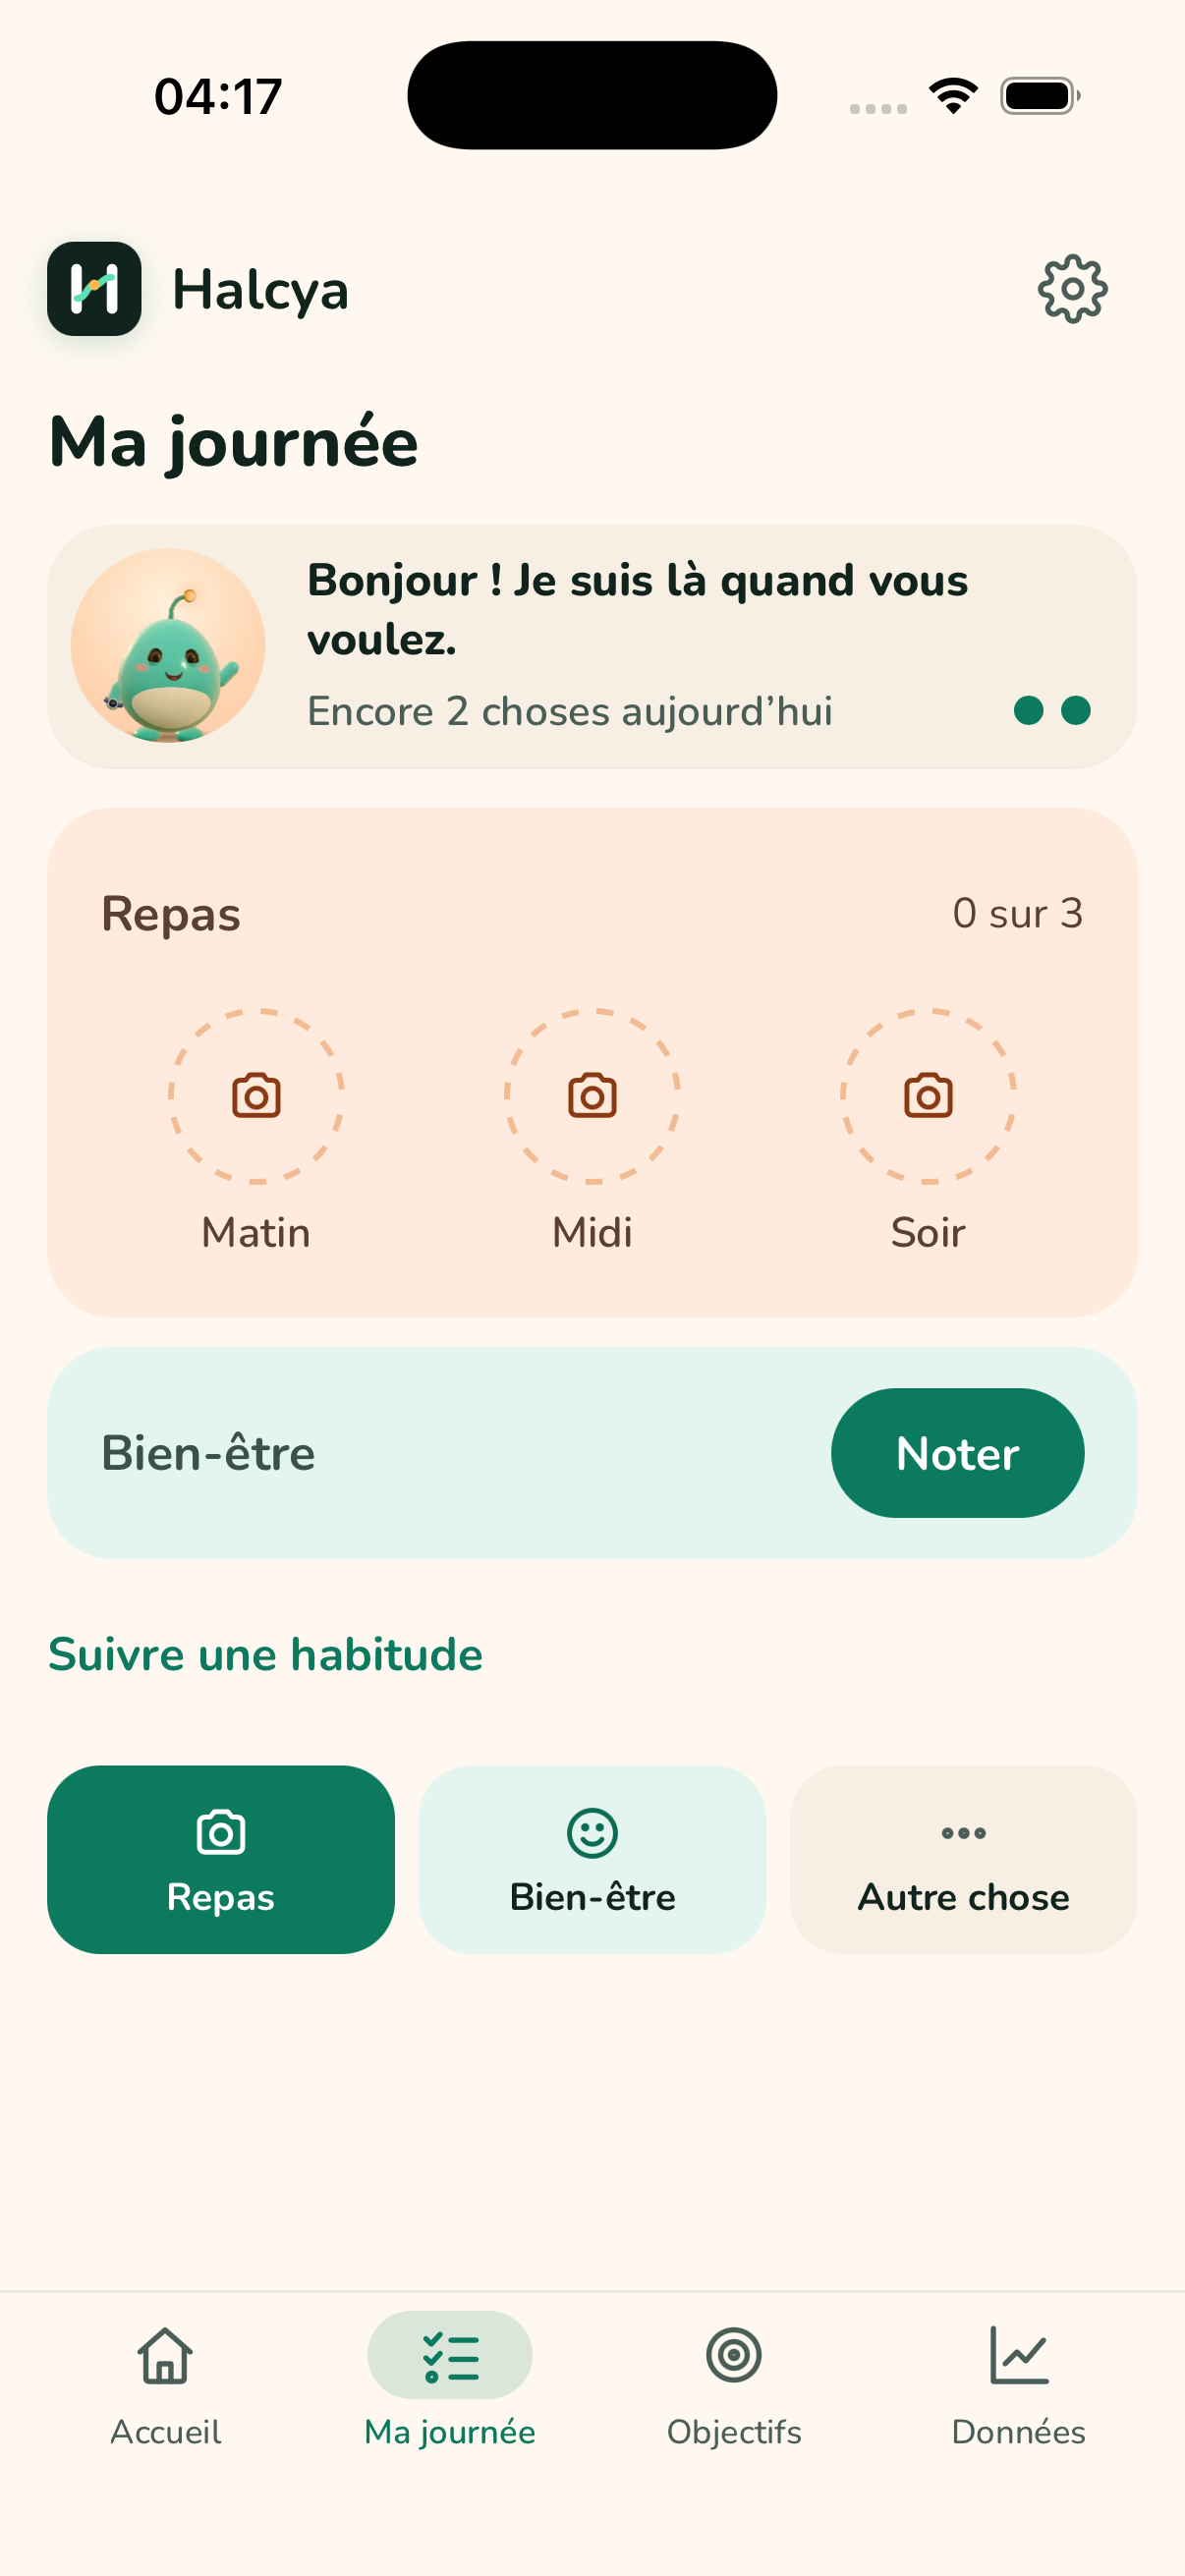 04:17
Halcya
Ma journée
Bonjour ! Je suis là quand vous
voulez.
Encore 2 choses aujourd’hui
Repas
0 sur 3
Matin
Midi
Soir
Bien-être
Noter
Suivre une habitude
Repas
Bien-être
Autre chose
Accueil
Ma journée
Objectifs
Données